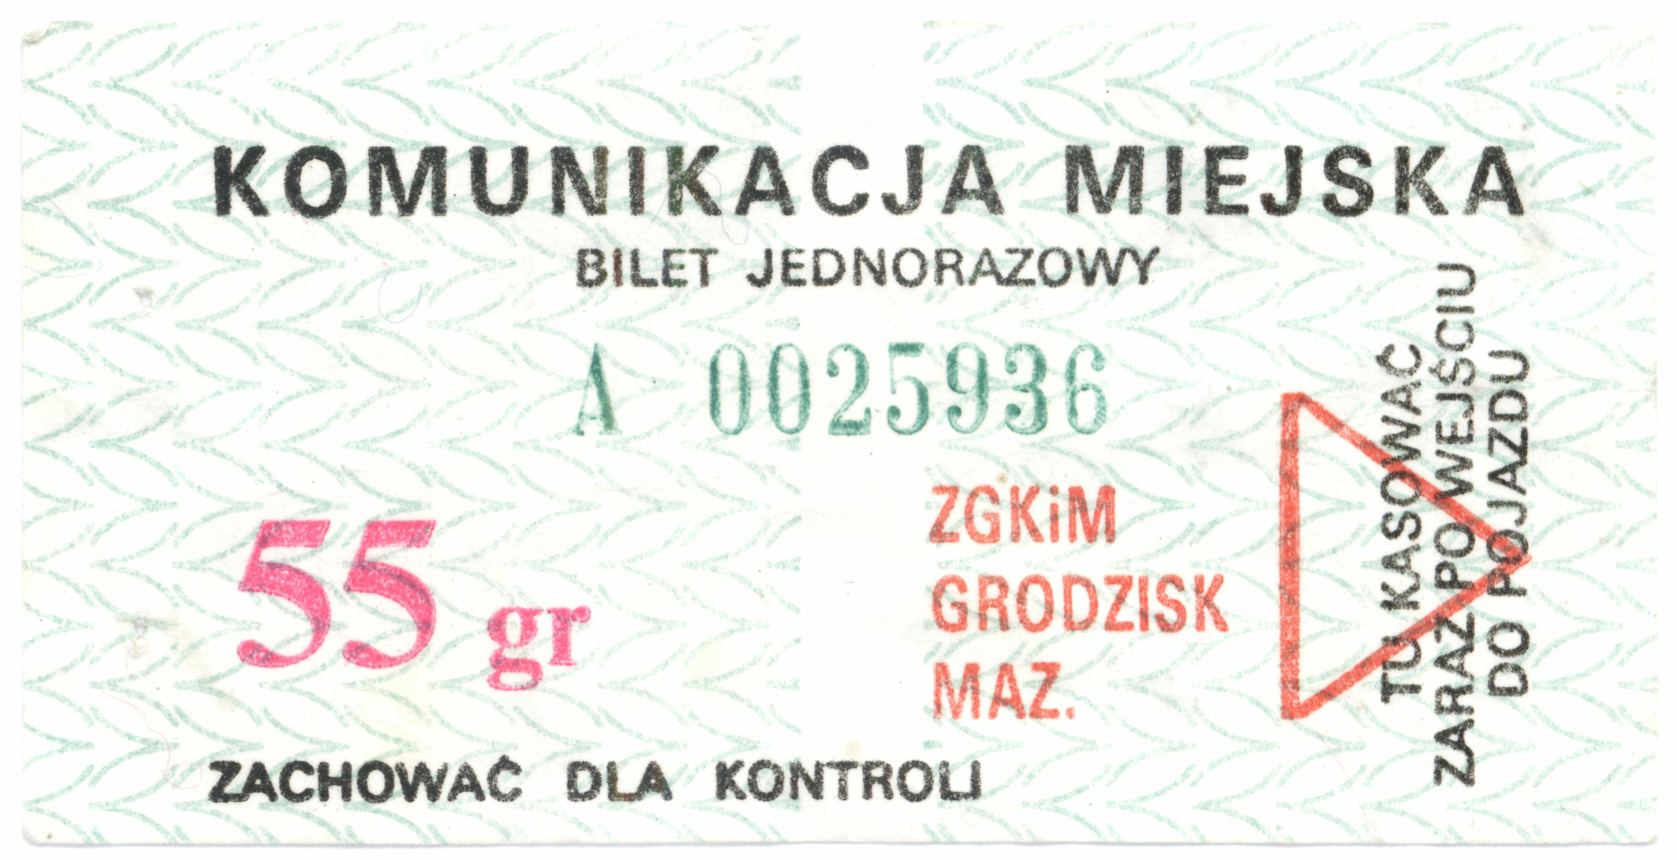 KOMUNIKACJA MIEJSKA
BILET JEDNORAZOWY
A 0025936
55 gr
ZGKiM
GRODZISK
MAZ.
TU KASOWAĆ
ZARAZ PO WEJŚCIU
DO POJAZDU
ZACHOWAĆ DLA KONTROLI